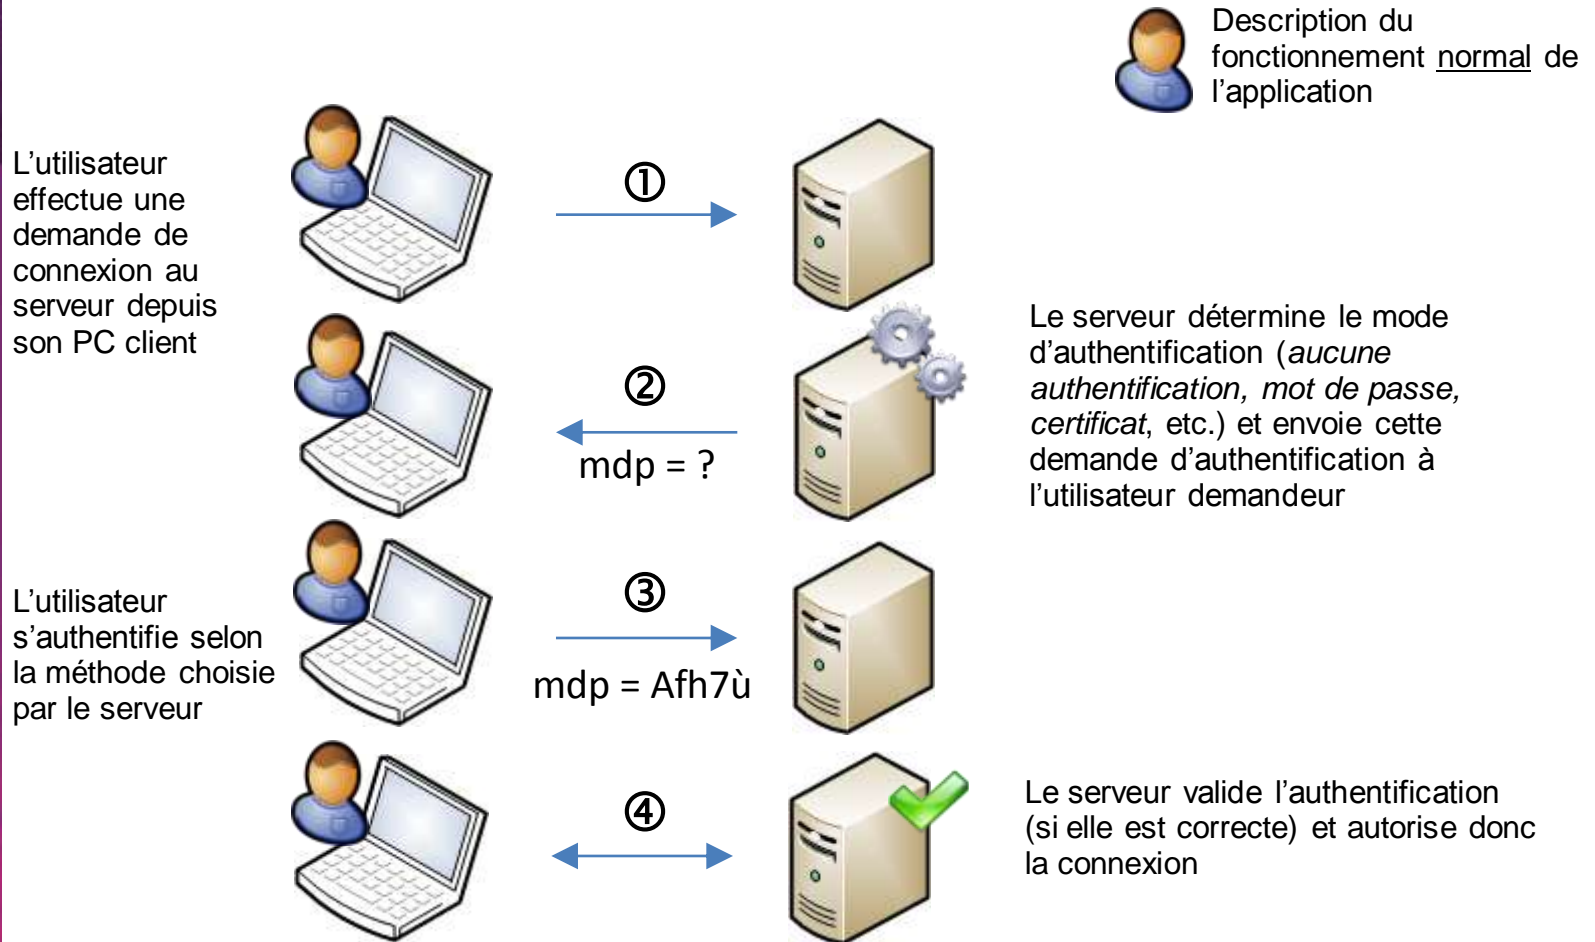 Description du
fonctionnement normal de
l’application
L’utilisateur
effectue une
demande de
connexion au
serveur depuis
son PC client
①
Le serveur détermine le mode
d’authentification (aucune
authentification, mot de passe,
certificat, etc.) et envoie cette
demande d’authentification à
l’utilisateur demandeur
②
mdp = ?
L’utilisateur
s’authentifie selon
la méthode choisie
par le serveur
③
mdp = Afh7ù
④
Le serveur valide l’authentification
(si elle est correcte) et autorise donc
la connexion